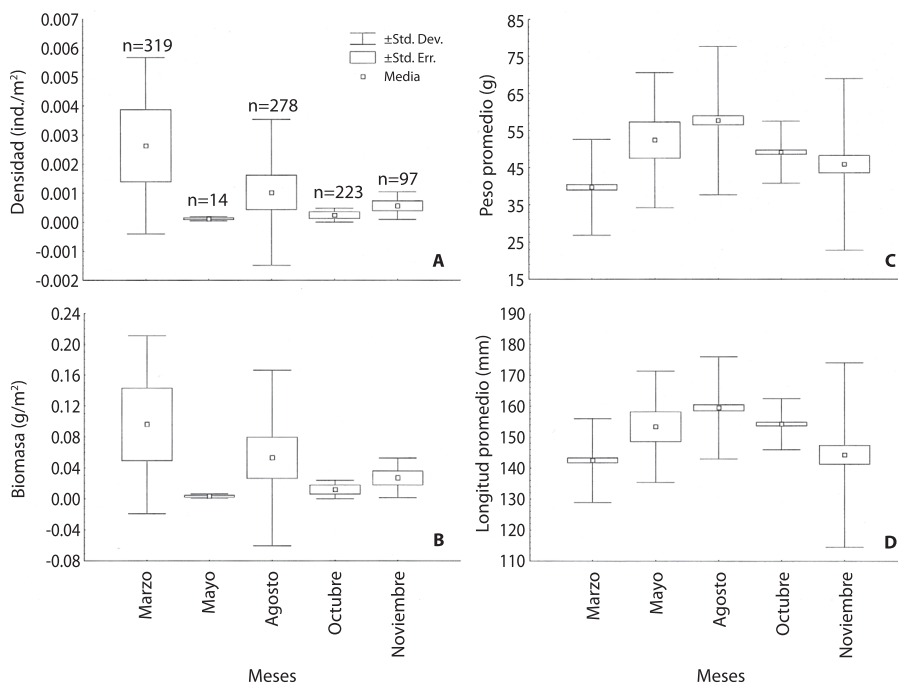 0.007
0.006
0.005
0.004
0.003
0.002
0.001
0.000
-0.001
-0.002
Densidad (ind./m²)
n=319
n=14
n=278
n=223
n=97
±Std. Dev.
±Std. Err.
Media
A
85
75
65
55
45
35
25
15
Peso promedio (g)
C
0.24
0.20
0.16
0.12
0.08
0.04
0.00
-0.04
-0.08
Biomasa (g/m²)
B
Marzo
Mayo
Agosto
Octubre
Noviembre
Meses
190
180
170
160
150
140
130
120
110
Longitud promedio (mm)
D
Marzo
Mayo
Agosto
Octubre
Noviembre
Meses